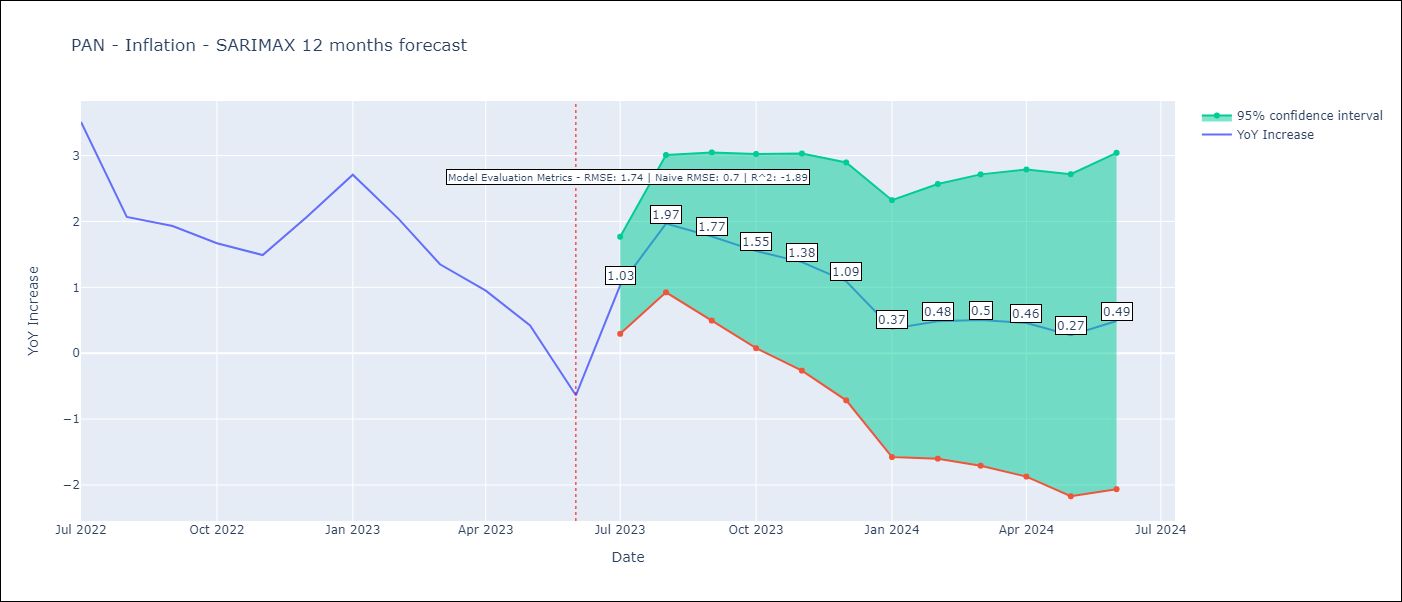 PAN - Inflation - SARIMAX 12 months forecast
95% confidence interval
YoY Increase
Model Evaluation Metrics - RMSE: 1.74 | Naive RMSE: 0.7 | R^2: -1.89
YoY Increase
3
2
1
0
−1
−2
1.03
1.97
1.77
1.55
1.38
1.09
0.37
0.48
0.5
0.46
0.27
0.49
Jul 2022
Oct 2022
Jan 2023
Apr 2023
Jul 2023
Oct 2023
Jan 2024
Apr 2024
Jul 2024
Date